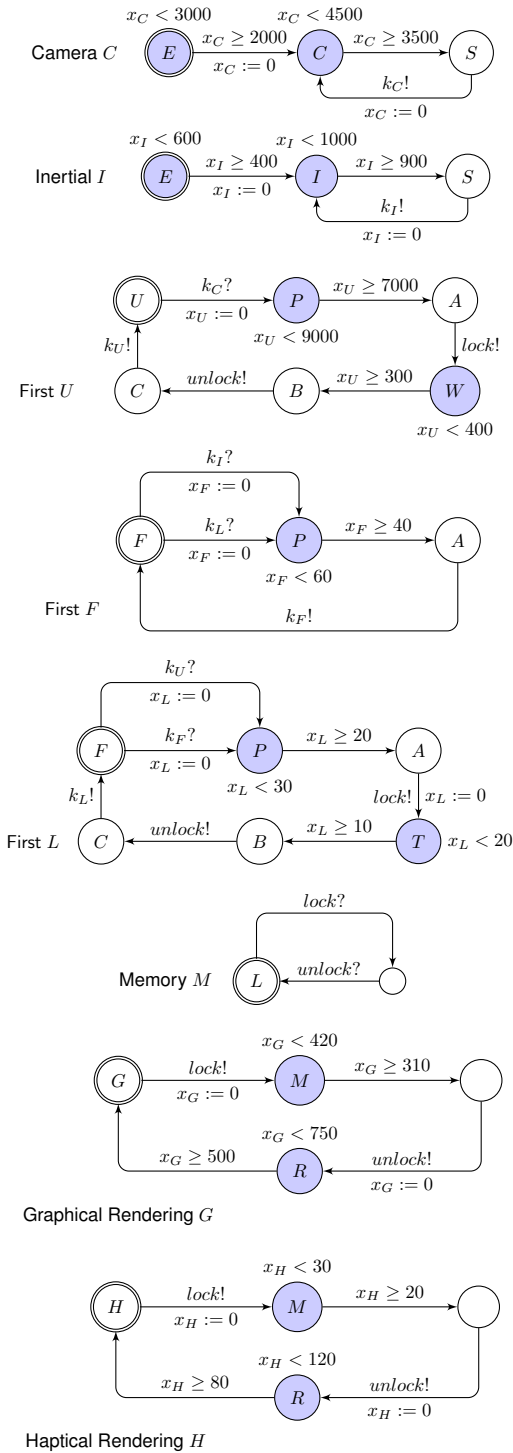 x_C < 3000 x_C < 4500
Camera C E x_C ≥ 2000 C x_C ≥ 3500 S
x_C := 0 k_C!
x_C := 0
x_I < 600 x_I < 1000
Inertial I E x_I ≥ 400 I x_I ≥ 900 S
x_I := 0 k_I!
x_I := 0
U k_C? P x_U ≥ 7000 A
x_U := 0
x_U < 9000
k_U! lock!
First U C unlock! B x_U ≥ 300 W
x_U < 400
k_I?
x_F := 0
F k_L? P x_F ≥ 40 A
x_F := 0
x_F < 60
First F k_F!
k_U?
x_L := 0
F k_F? P x_L ≥ 20 A
x_L := 0
x_L < 30
k_L! lock! x_L := 0
First L C unlock! B x_L ≥ 10 T x_L < 20
lock?
Memory M L unlock?
x_G < 420
G lock! M x_G ≥ 310
x_G := 0
x_G < 750
x_G ≥ 500 R unlock!
x_G := 0
Graphical Rendering G
x_H < 30
H lock! M x_H ≥ 20
x_H := 0
x_H < 120
x_H ≥ 80 R unlock!
x_H := 0
Haptical Rendering H